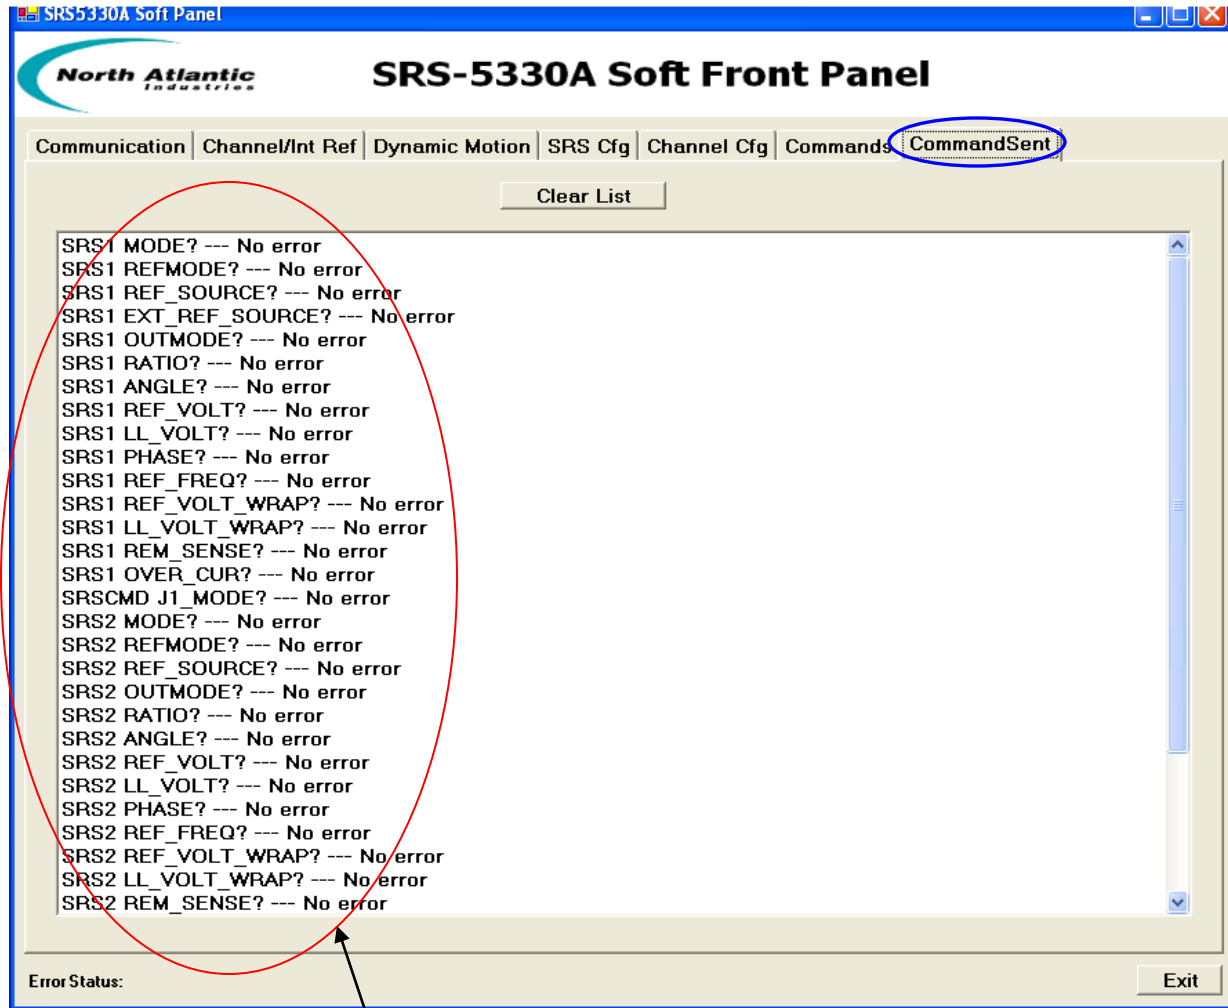 SRS5330A Soft Panel
North Atlantic
Industries
SRS-5330A Soft Front Panel
Communication Channel/Int Ref Dynamic Motion SRS Cfg Channel Cfg Commands CommandSent
Clear List
SRS1 MODE? --- No error
SRS1 REFMODE? --- No error
SRS1 REF_SOURCE? --- No error
SRS1 EXT_REF_SOURCE? --- No error
SRS1 OUTMODE? --- No error
SRS1 RATIO? --- No error
SRS1 ANGLE? --- No error
SRS1 REF_VOLT? --- No error
SRS1 LL_VOLT? --- No error
SRS1 PHASE? --- No error
SRS1 REF_FREQ? --- No error
SRS1 REF_VOLT_WRAP? --- No error
SRS1 LL_VOLT_WRAP? --- No error
SRS1 REM_SENSE? --- No error
SRS1 OVER_CUR? --- No error
SRSCMD J1_MODE? --- No error
SRS2 MODE? --- No error
SRS2 REFMODE? --- No error
SRS2 REF_SOURCE? --- No error
SRS2 OUTMODE? --- No error
SRS2 RATIO? --- No error
SRS2 ANGLE? --- No error
SRS2 REF_VOLT? --- No error
SRS2 LL_VOLT? --- No error
SRS2 PHASE? --- No error
SRS2 REF_FREQ? --- No error
SRS2 REF_VOLT_WRAP? --- No error
SRS2 LL_VOLT_WRAP? --- No error
SRS2 REM_SENSE? --- No error
Error Status:
Exit